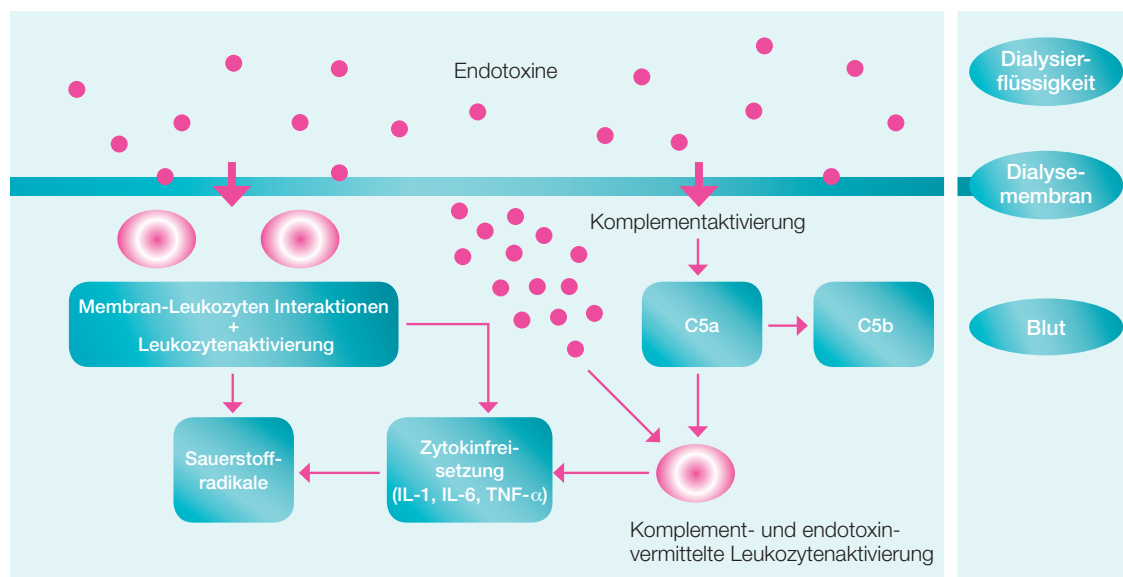 Endotoxine
Komplementaktivierung
Membran-Leukozyten Interaktionen
+
Leukozytenaktivierung
C5a
C5b
Sauerstoff-
radikale
Zytokinfrei-
setzung
(IL-1, IL-6, TNF-α)
Komplement- und endotoxin-
vermittelte Leukozytenaktivierung
Dialysier-
flüssigkeit
Dialyse-
membran
Blut